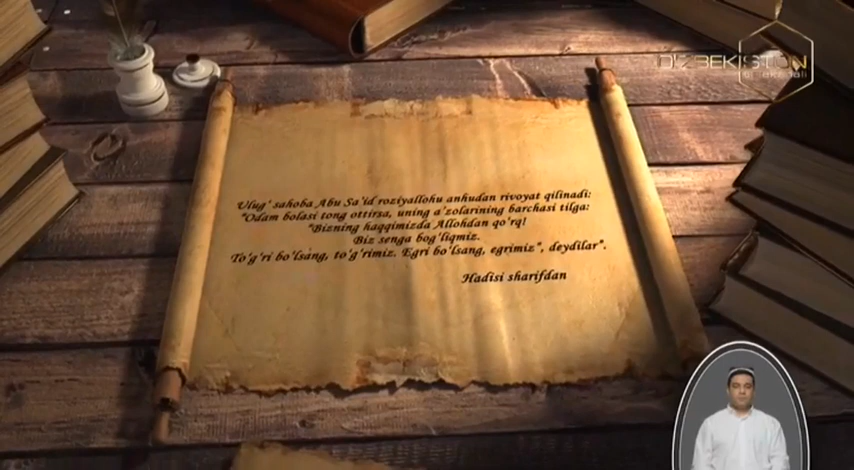 O'ZBEKISTON
Ulug' sahoba Abu Sa'id roziyallohu anhudan rivoyat qilinadi:
"Odam bolasi tong ottirsa, uning a'zolarining barchasi tilga:
"Bizning haqqimizda Allohdan qo'rq!
Biz senga bog'liqmiz.
To'g'ri bo'lsang, to'g'rimiz. Egri bo'lsang, egrimiz", deydilar".
Hadisi sharifdan